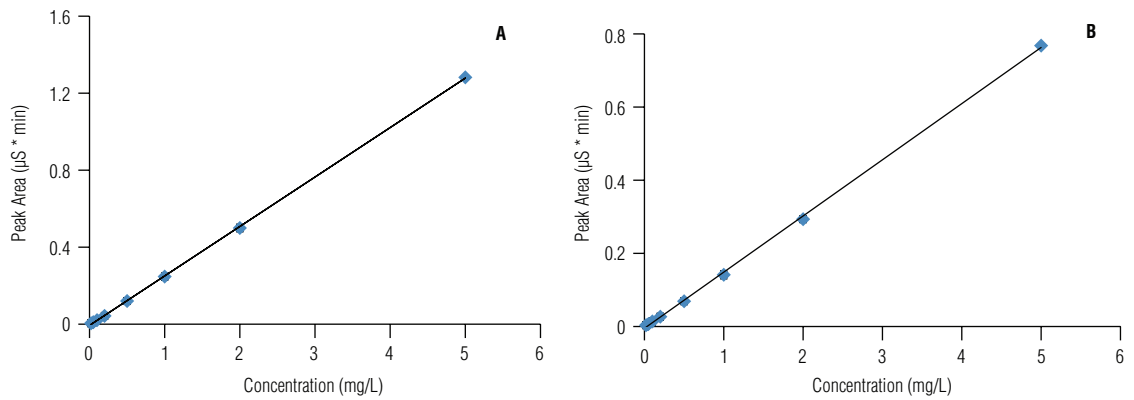 A
1.6
1.2
0.8
0.4
0
Peak Area (µS * min)
0 1 2 3 4 5 6
Concentration (mg/L)
B
0.8
0.6
0.4
0.2
0
Peak Area (µS * min)
0 1 2 3 4 5 6
Concentration (mg/L)